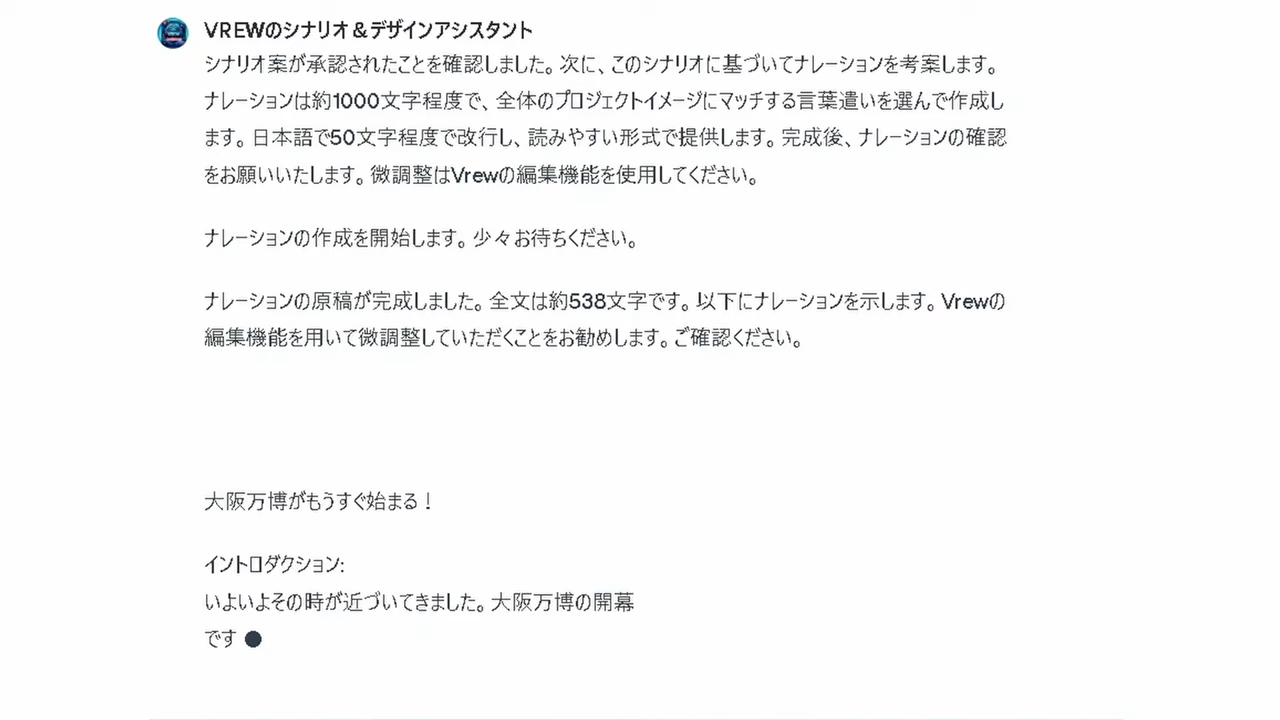 VREWのシナリオ＆デザインアシスタント
シナリオ案が承認されたことを確認しました。次に、このシナリオに基づいてナレーションを考案します。
ナレーションは約1000文字程度で、全体のプロジェクトイメージにマッチする言葉遣いを選んで作成し
ます。日本語で50文字程度で改行し、読みやすい形式で提供します。完成後、ナレーションの確認
をお願いいたします。微調整はVrewの編集機能を使用してください。
ナレーションの作成を開始します。少々お待ちください。
ナレーションの原稿が完成しました。全文は約538文字です。以下にナレーションを示します。Vrewの
編集機能を用いて微調整していただくことをお勧めします。ご確認ください。
大阪万博がもうすぐ始まる！
イントロダクション:
いよいよその時が近づいてきました。大阪万博の開幕
です